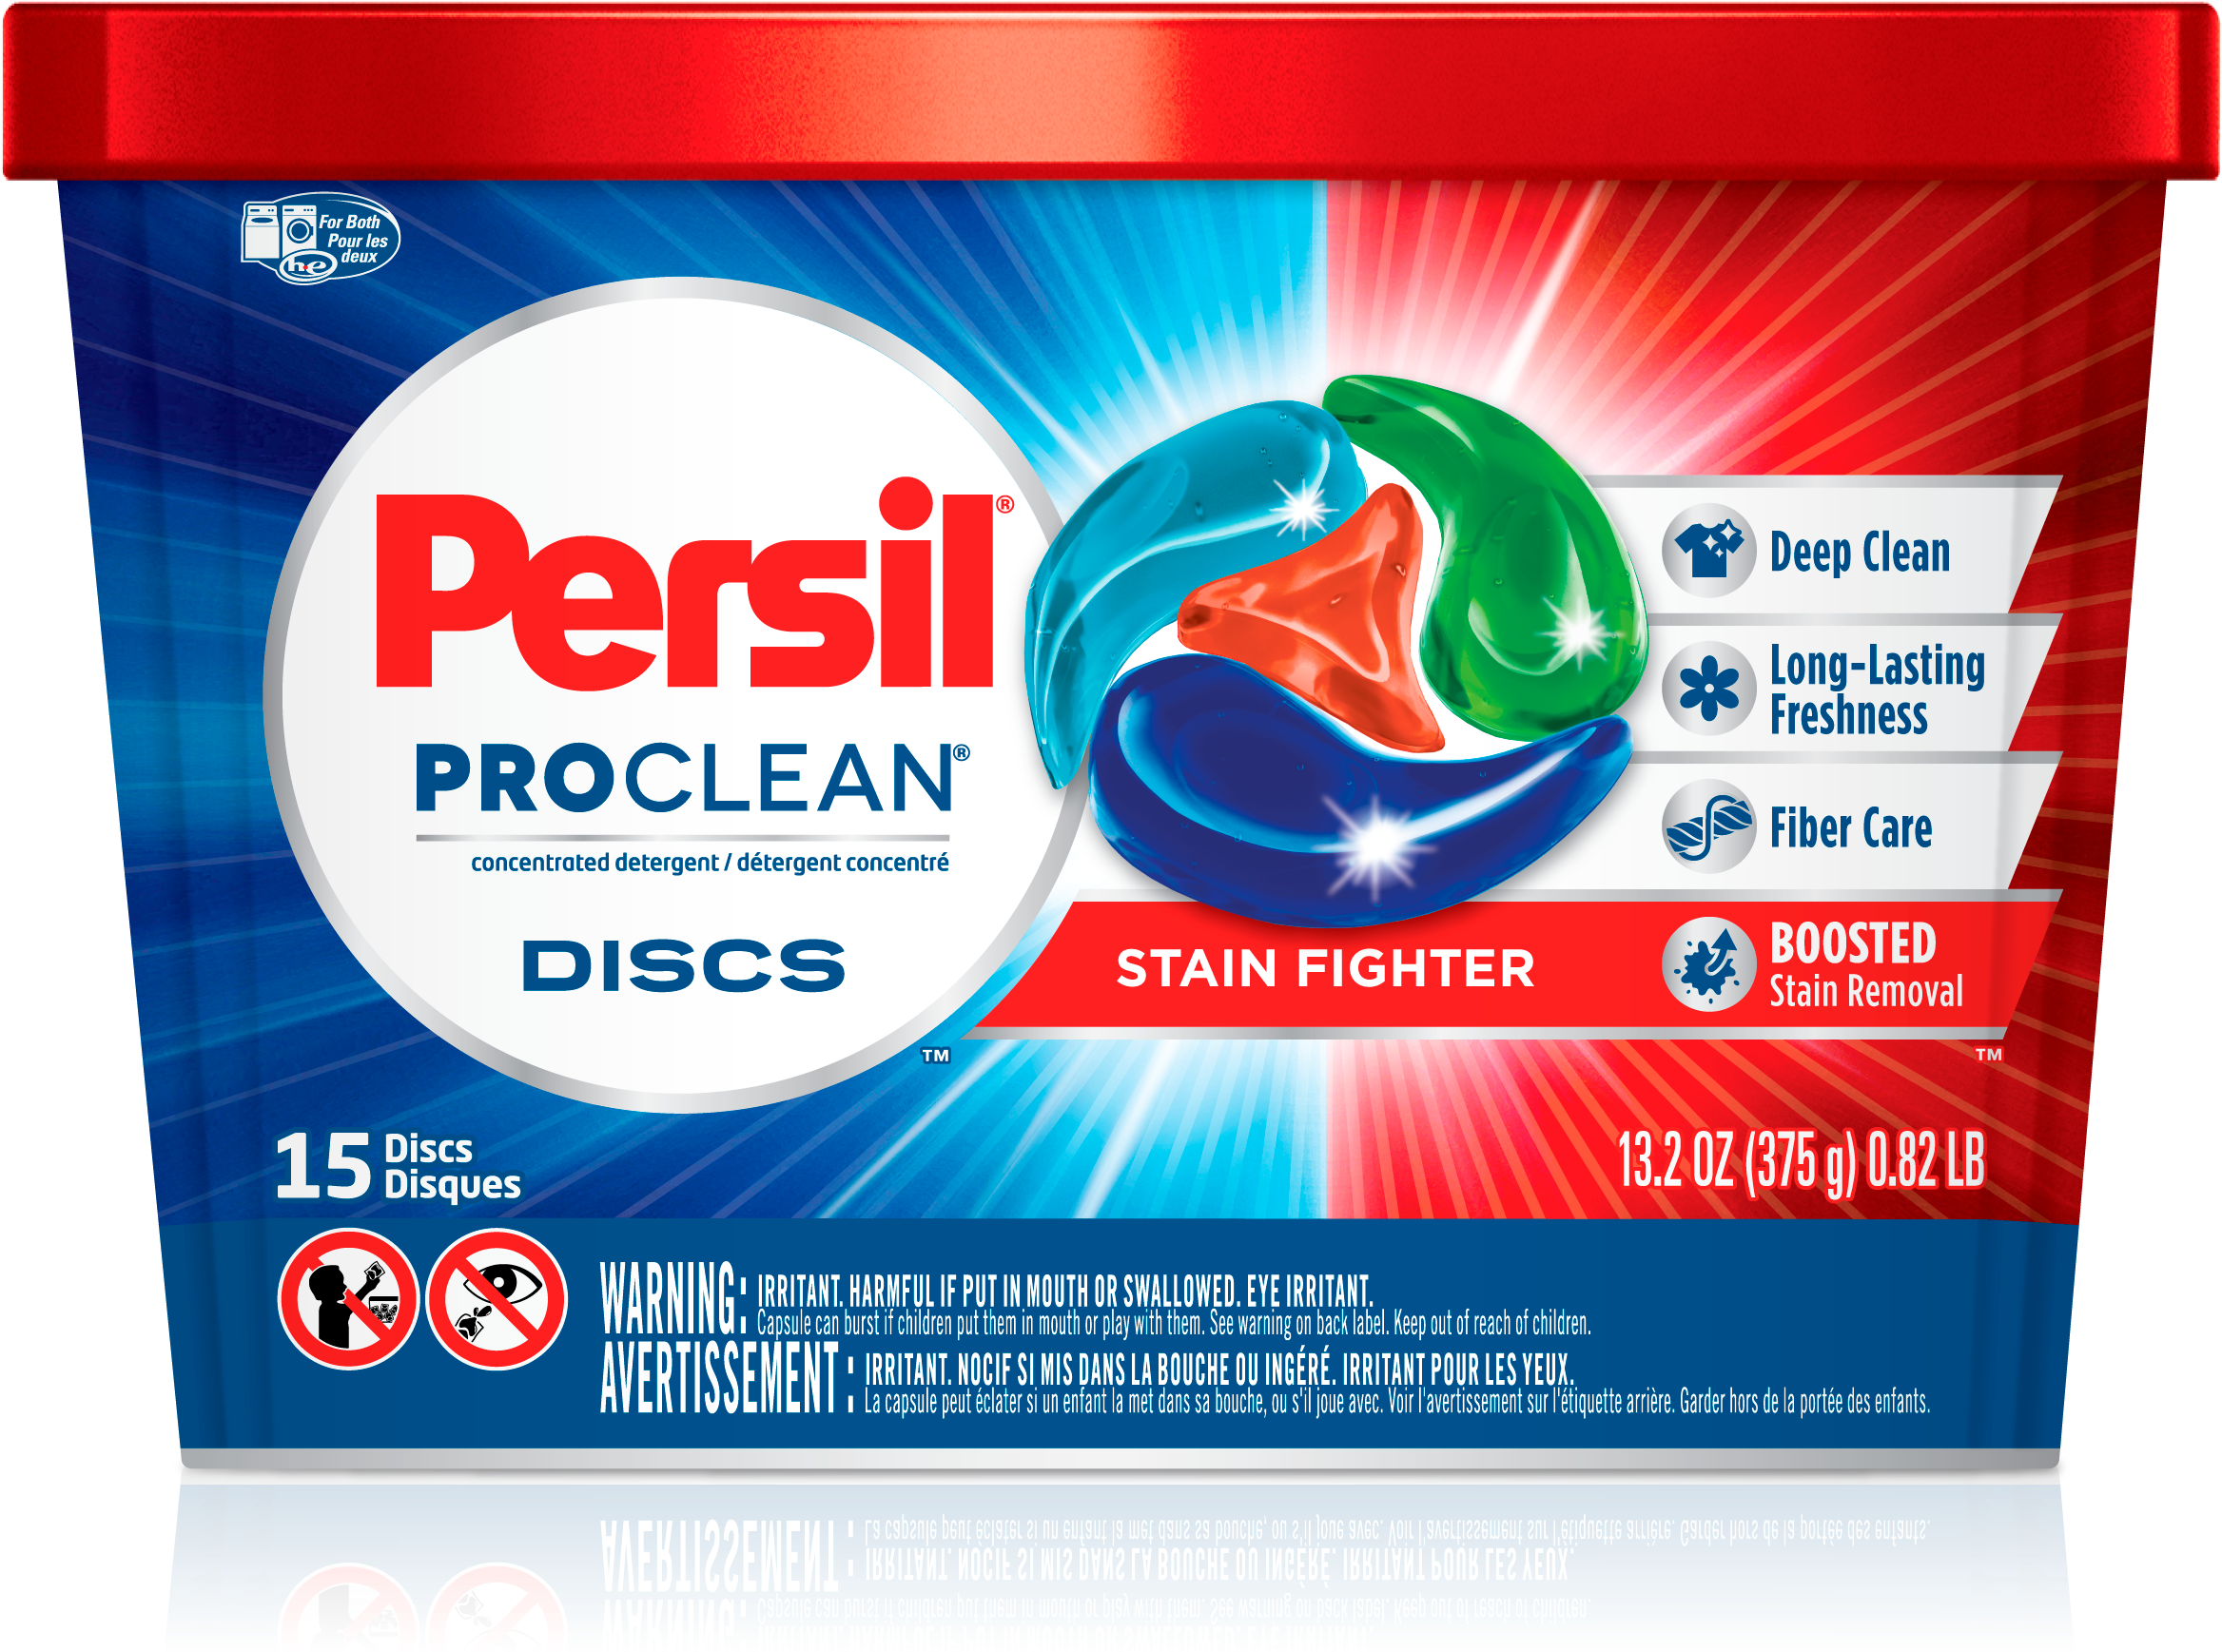 For Both
Pour les
deux
he
Persil®
PROCLEAN®
concentrated detergent / détergent concentré
DISCS
™
Deep Clean
Long-Lasting
Freshness
Fiber Care
STAIN FIGHTER
BOOSTED
Stain Removal
™
15 Discs
Disques
13.2 OZ (375 g) 0.82 LB
WARNING: IRRITANT. HARMFUL IF PUT IN MOUTH OR SWALLOWED. EYE IRRITANT.
Capsule can burst if children put them in mouth or play with them. See warning on back label. Keep out of reach of children.
AVERTISSEMENT : IRRITANT. NOCIF SI MIS DANS LA BOUCHE OU INGÉRÉ. IRRITANT POUR LES YEUX.
La capsule peut éclater si un enfant la met dans sa bouche, ou s'il joue avec. Voir l'avertissement sur l'étiquette arrière. Garder hors de la portée des enfants.